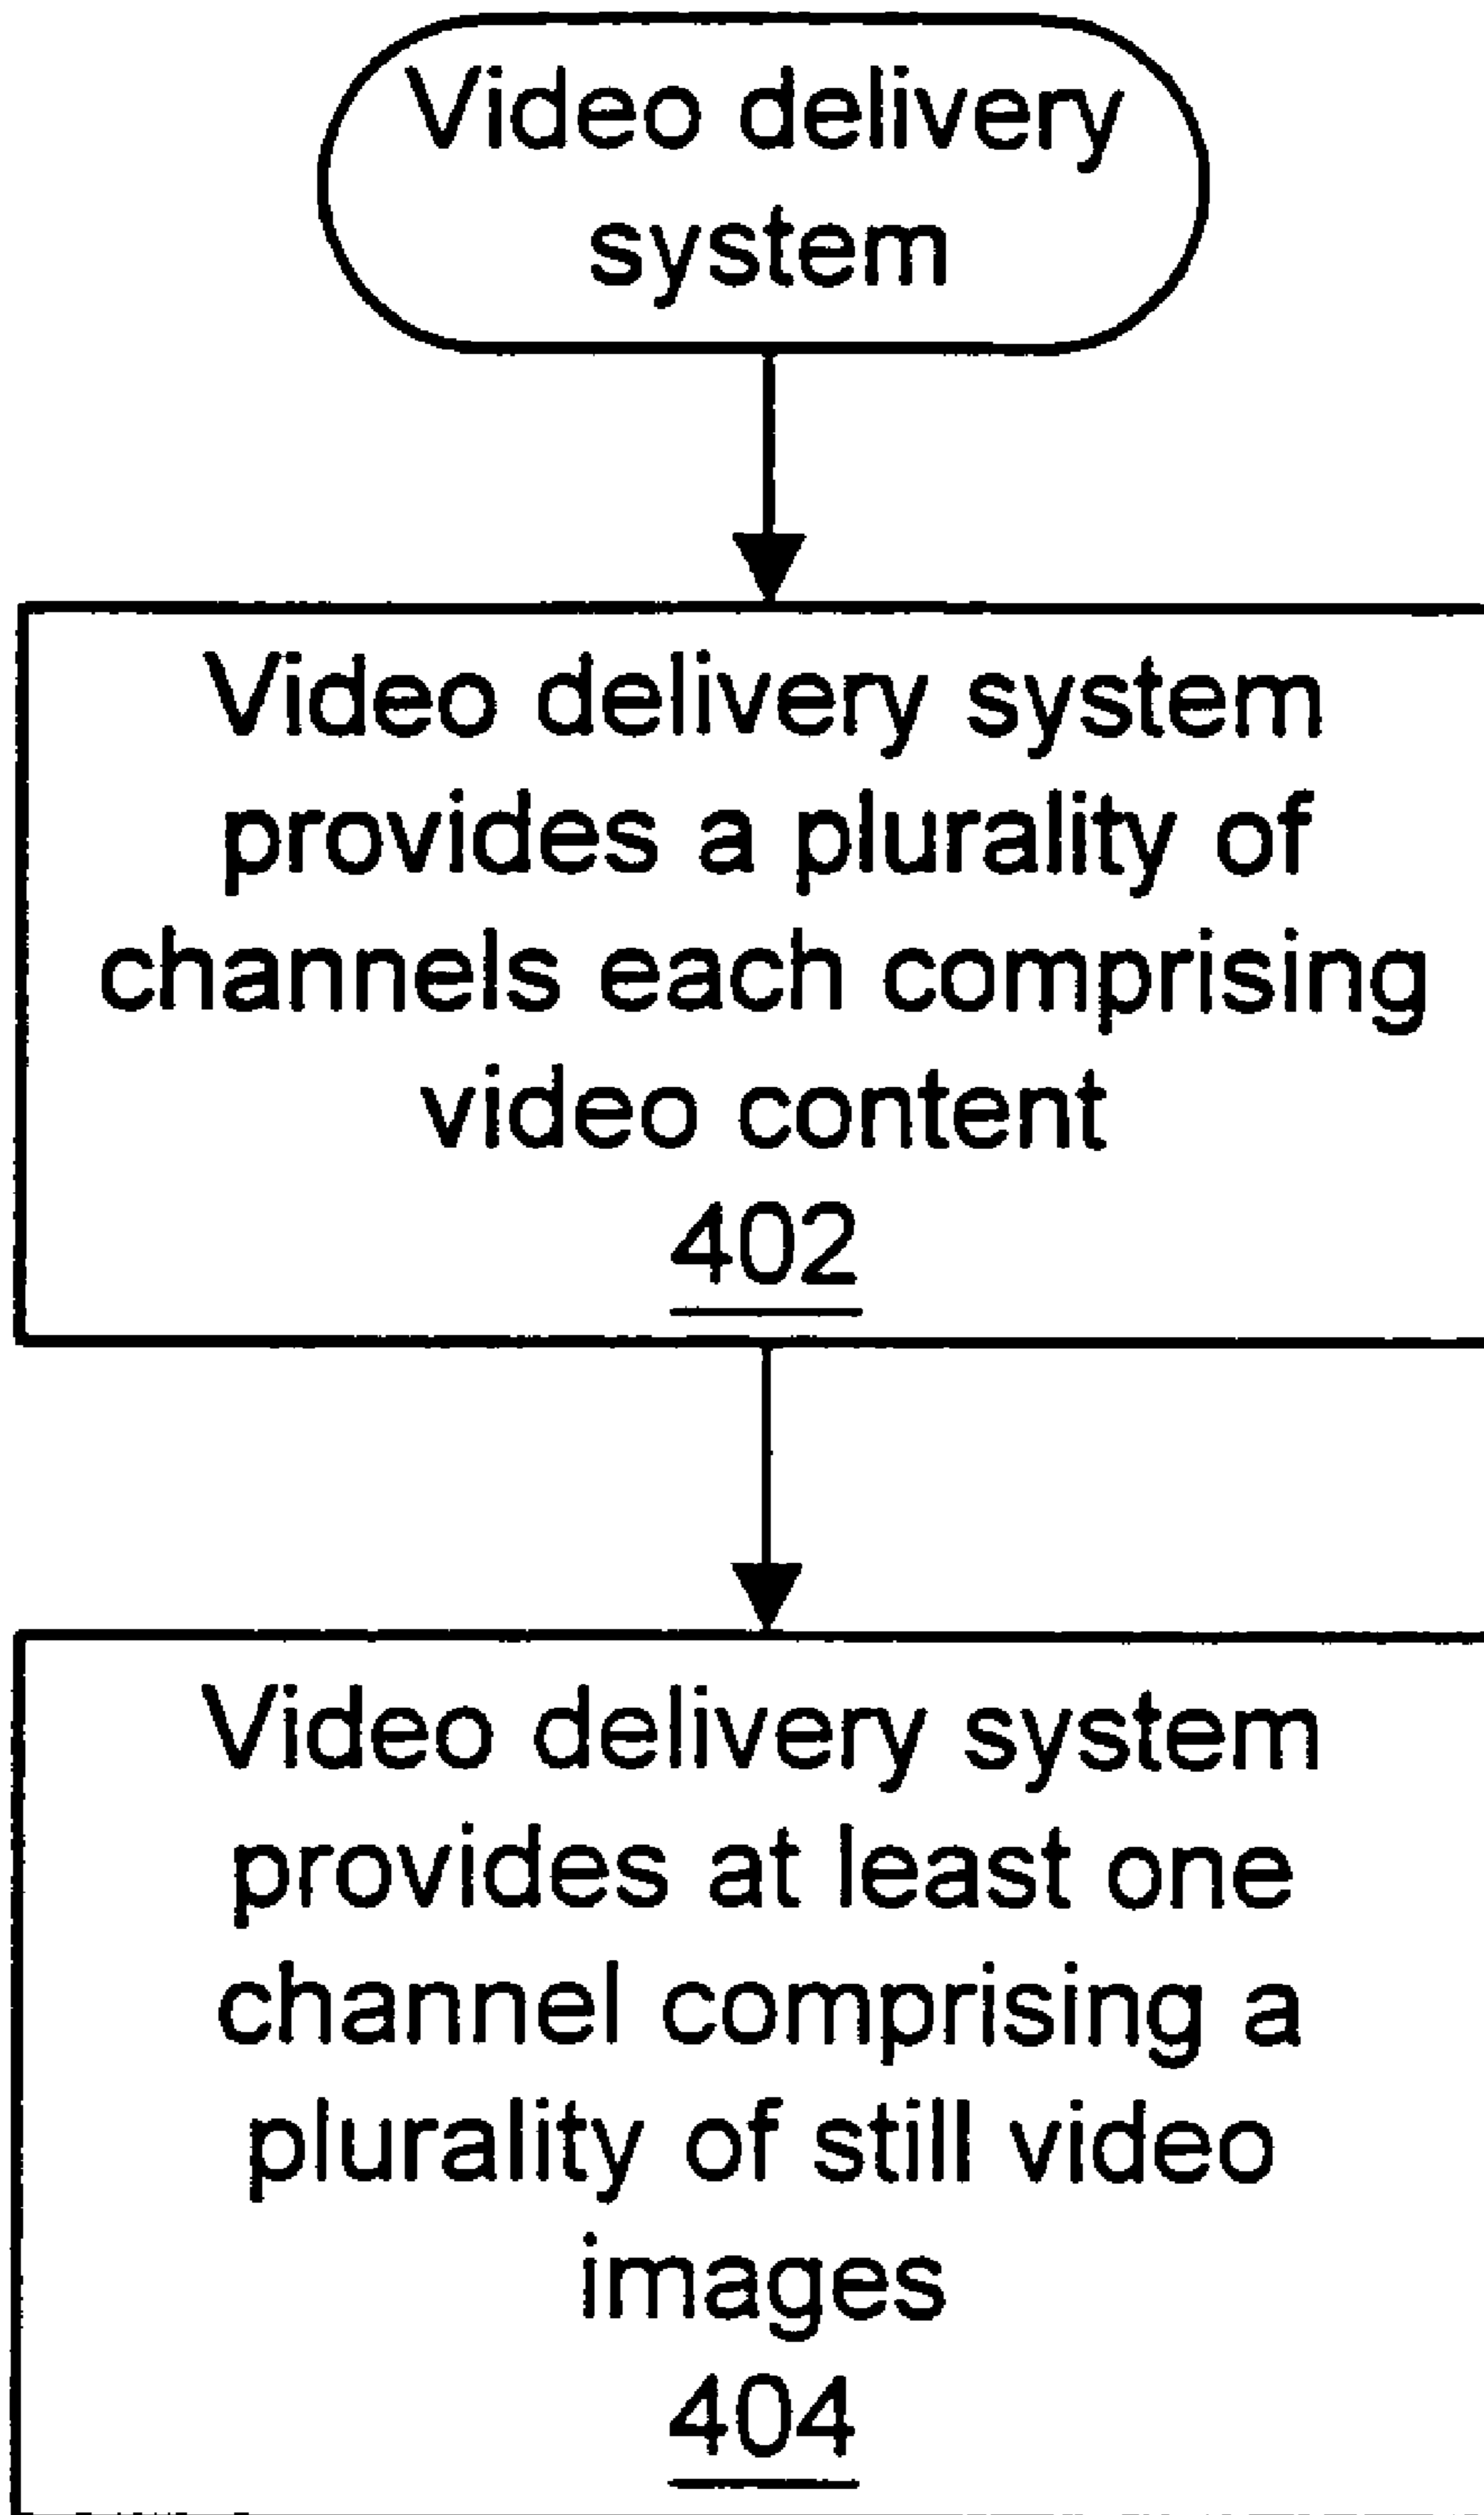 Video delivery
system
Video delivery system
provides a plurality of
channels each comprising
video content
402
Video delivery system
provides at least one
channel comprising a
plurality of still video
images
404